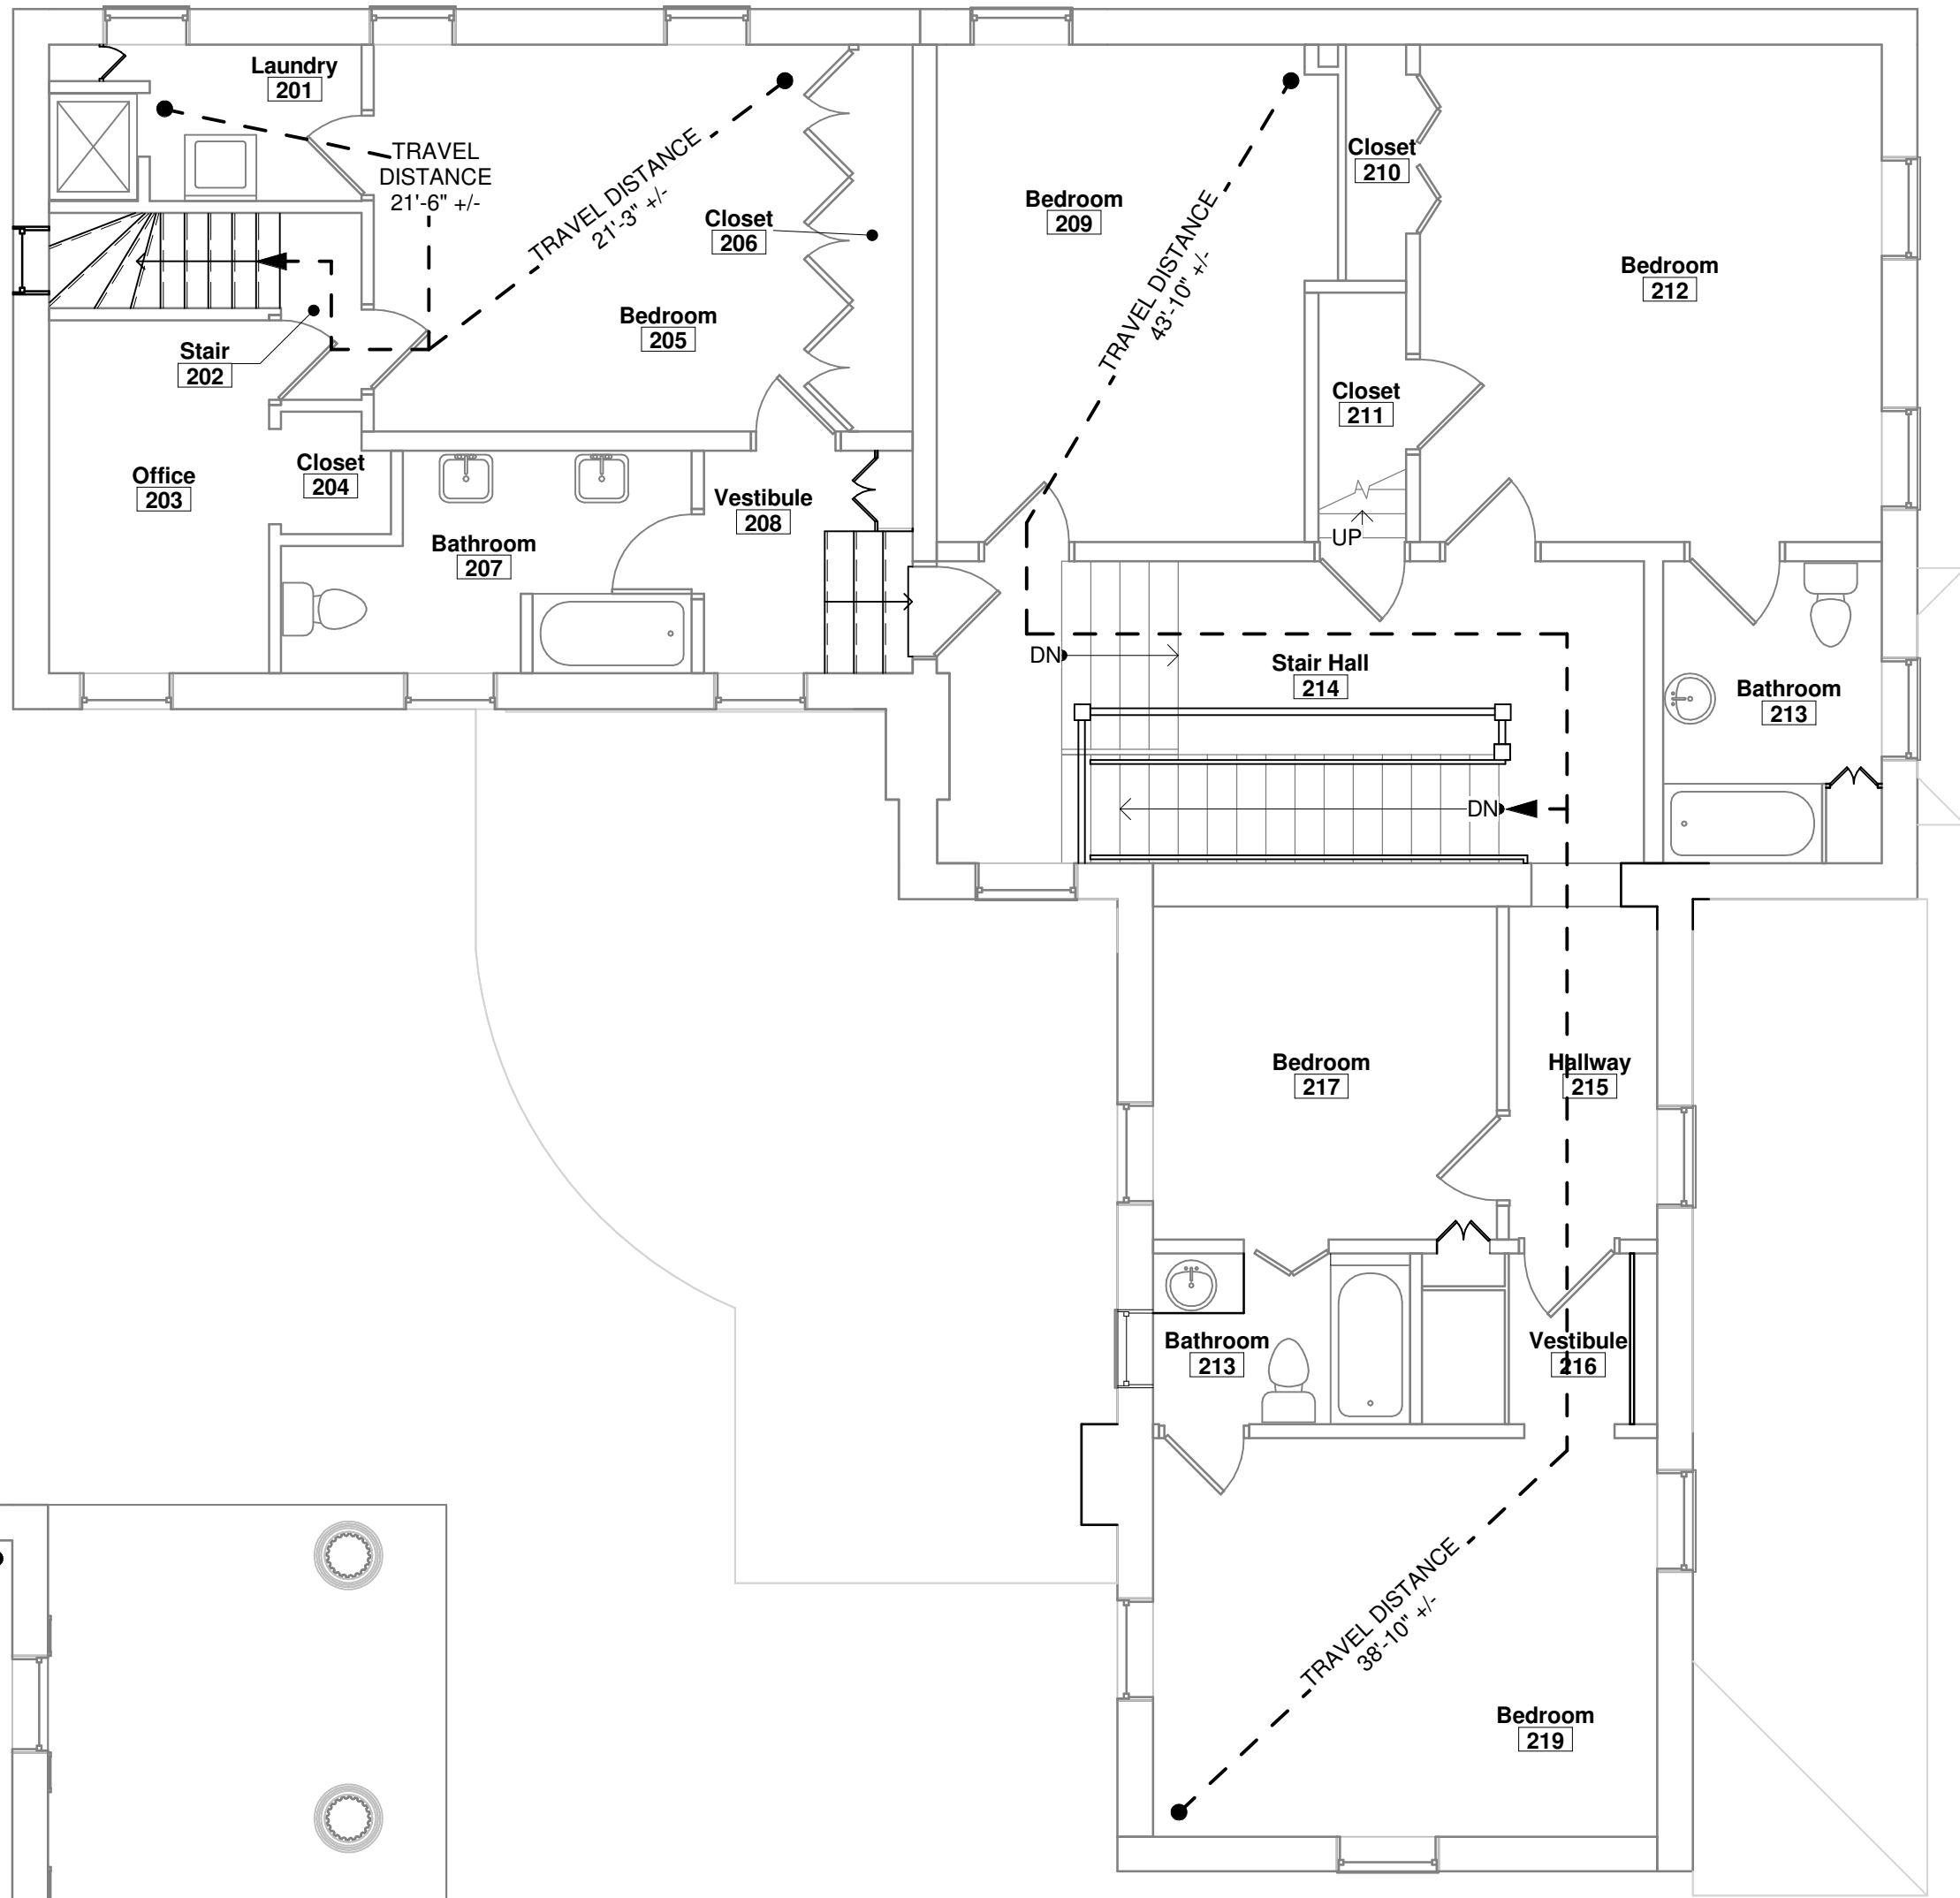 Laundry
201
TRAVEL
DISTANCE
21'-6" +/-
TRAVEL DISTANCE
21'-3" +/-
Closet
206
Bedroom
205
Stair
202
Office
203
Closet
204
Bathroom
207
Vestibule
208
Bedroom
209
TRAVEL DISTANCE
43'-10" +/-
Closet
210
Bedroom
212
Closet
211
UP
DN
Stair Hall
214
DN
Bathroom
213
Bedroom
217
Hallway
215
Bathroom
213
Vestibule
216
TRAVEL DISTANCE
38'-10" +/-
Bedroom
219